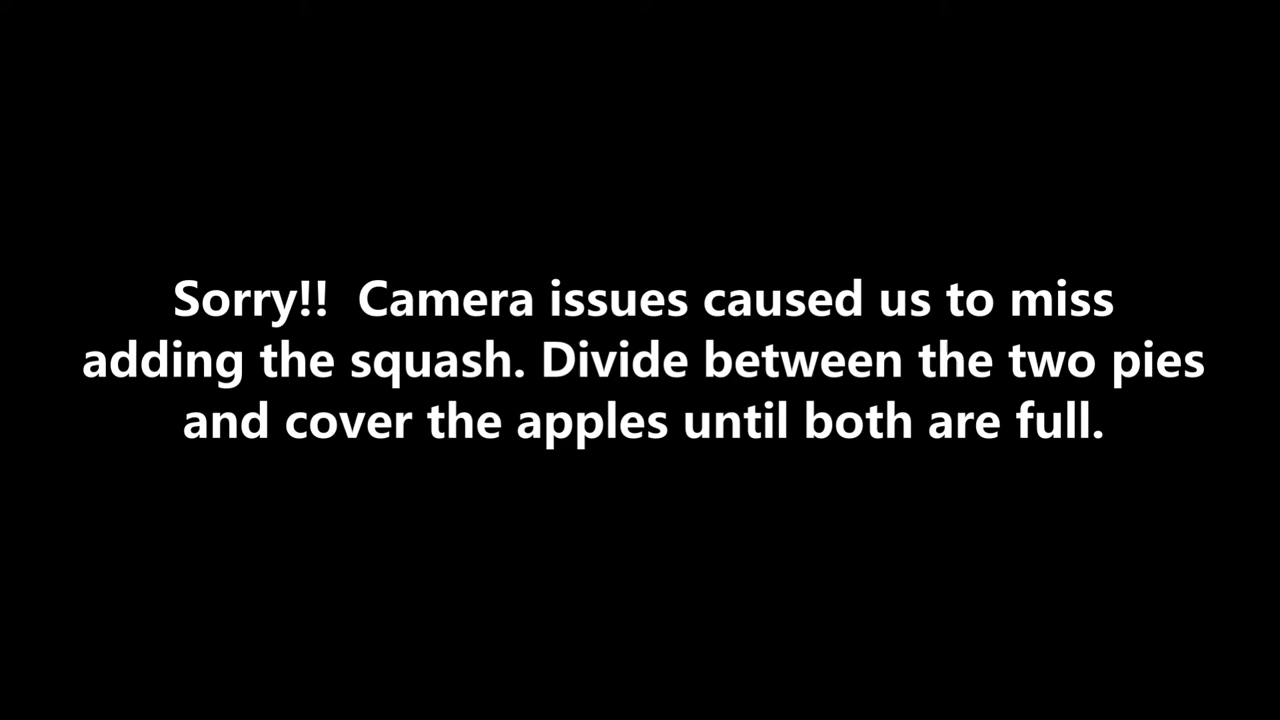 Sorry!!  Camera issues caused us to miss
adding the squash. Divide between the two pies
and cover the apples until both are full.